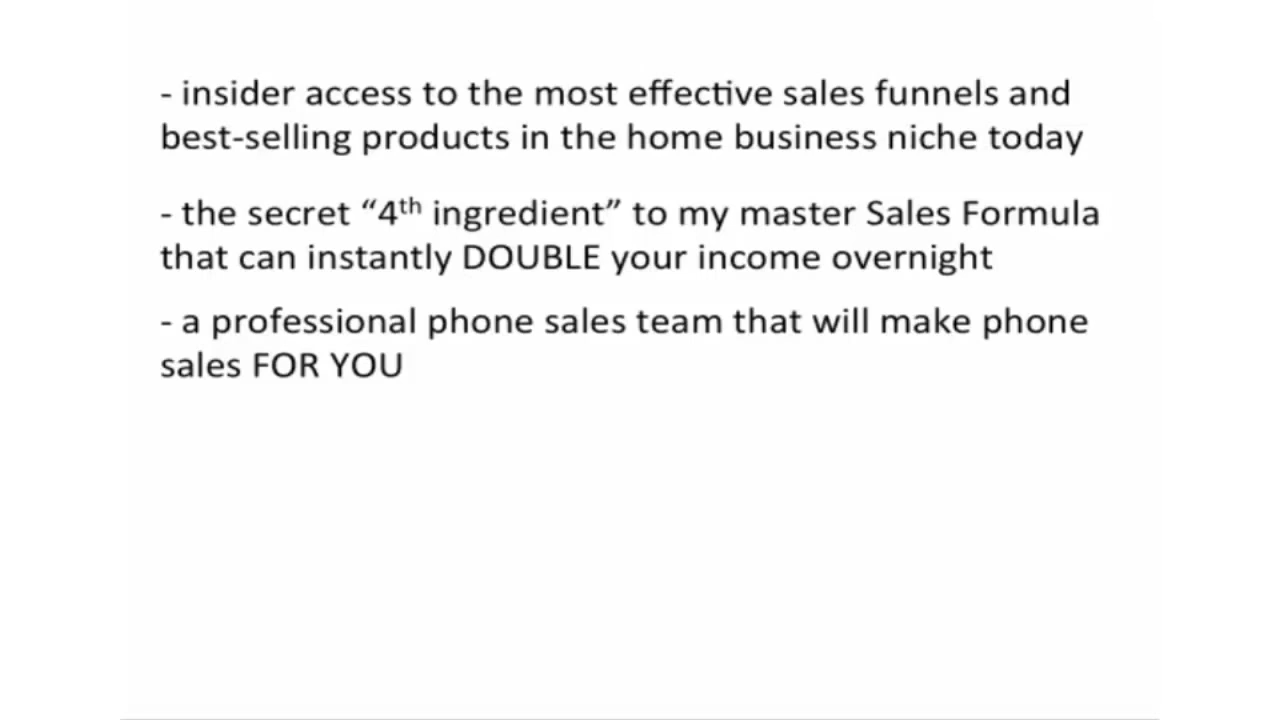 - insider access to the most effective sales funnels and
best-selling products in the home business niche today
- the secret “4th ingredient” to my master Sales Formula
that can instantly DOUBLE your income overnight
- a professional phone sales team that will make phone
sales FOR YOU